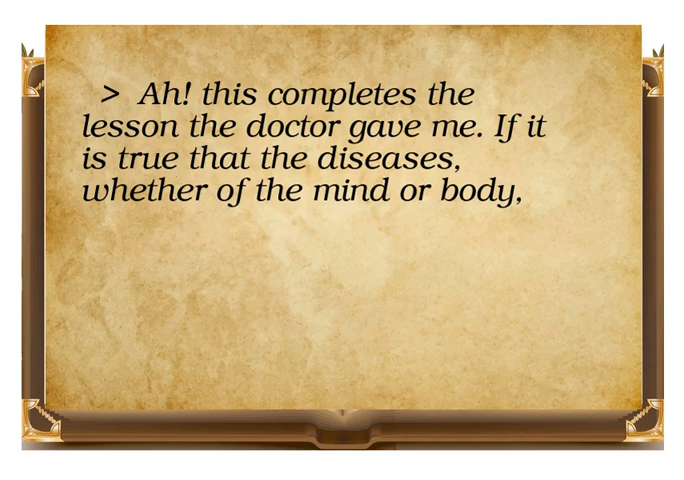 > Ah! this completes the
lesson the doctor gave me. If it
is true that the diseases,
whether of the mind or body,